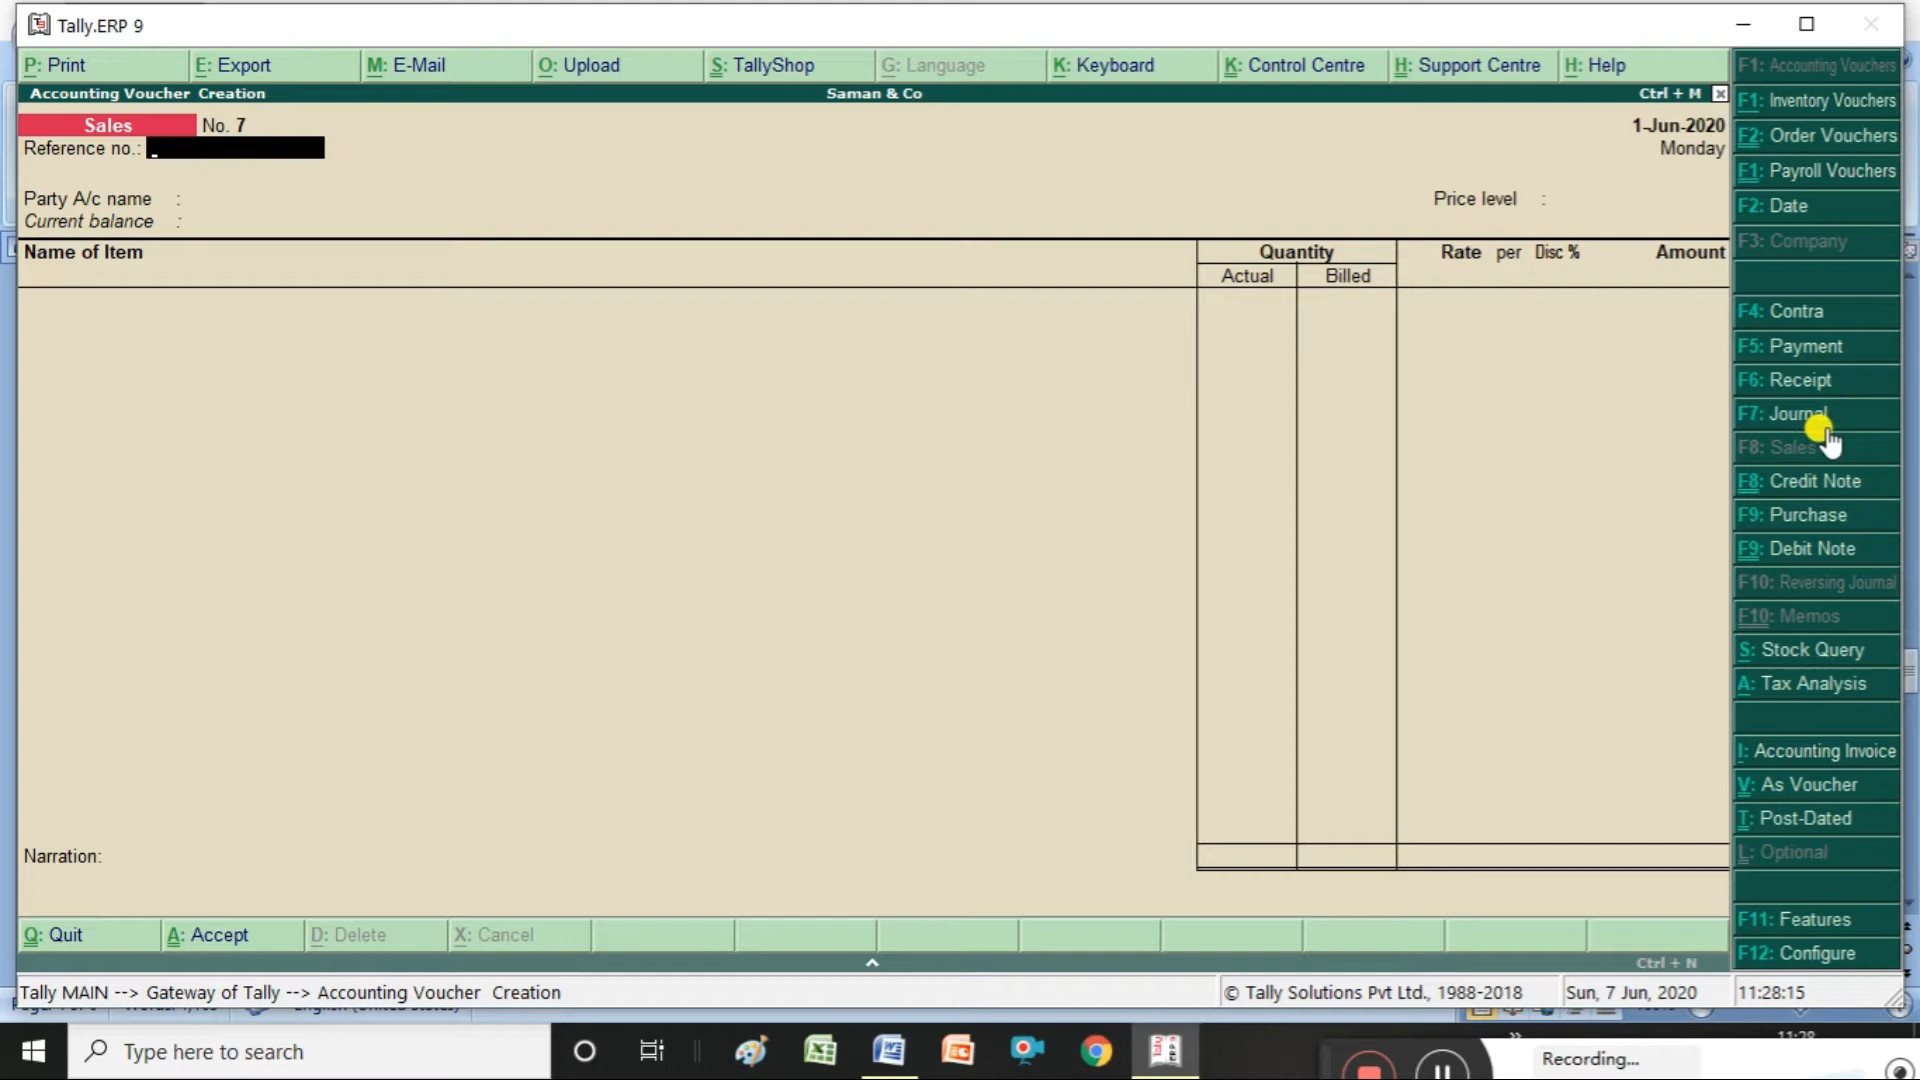 Tally.ERP 9
P: Print E: Export M: E-Mail O: Upload S: TallyShop G: Language K: Keyboard K: Control Centre H: Support Centre H: Help
Accounting Voucher Creation Saman & Co Ctrl + M
Sales No. 7 1-Jun-2020
Reference no.: Monday
Party A/c name : Price level :
Current balance :
Name of Item Quantity Rate per Disc % Amount
Actual Billed
Narration:
F1: Accounting Vouchers
F1: Inventory Vouchers
F2: Order Vouchers
F1: Payroll Vouchers
F2: Date
F3: Company
F4: Contra
F5: Payment
F6: Receipt
F7: Journal
F8: Sales
F8: Credit Note
F9: Purchase
F9: Debit Note
F10: Reversing Journal
F10: Memos
S: Stock Query
A: Tax Analysis
I: Accounting Invoice
V: As Voucher
T: Post-Dated
L: Optional
F11: Features
F12: Configure
Q: Quit A: Accept D: Delete X: Cancel
Ctrl + N
Tally MAIN --> Gateway of Tally --> Accounting Voucher Creation © Tally Solutions Pvt Ltd., 1988-2018 Sun, 7 Jun, 2020 11:28:15
Type here to search
11:28
Recording...